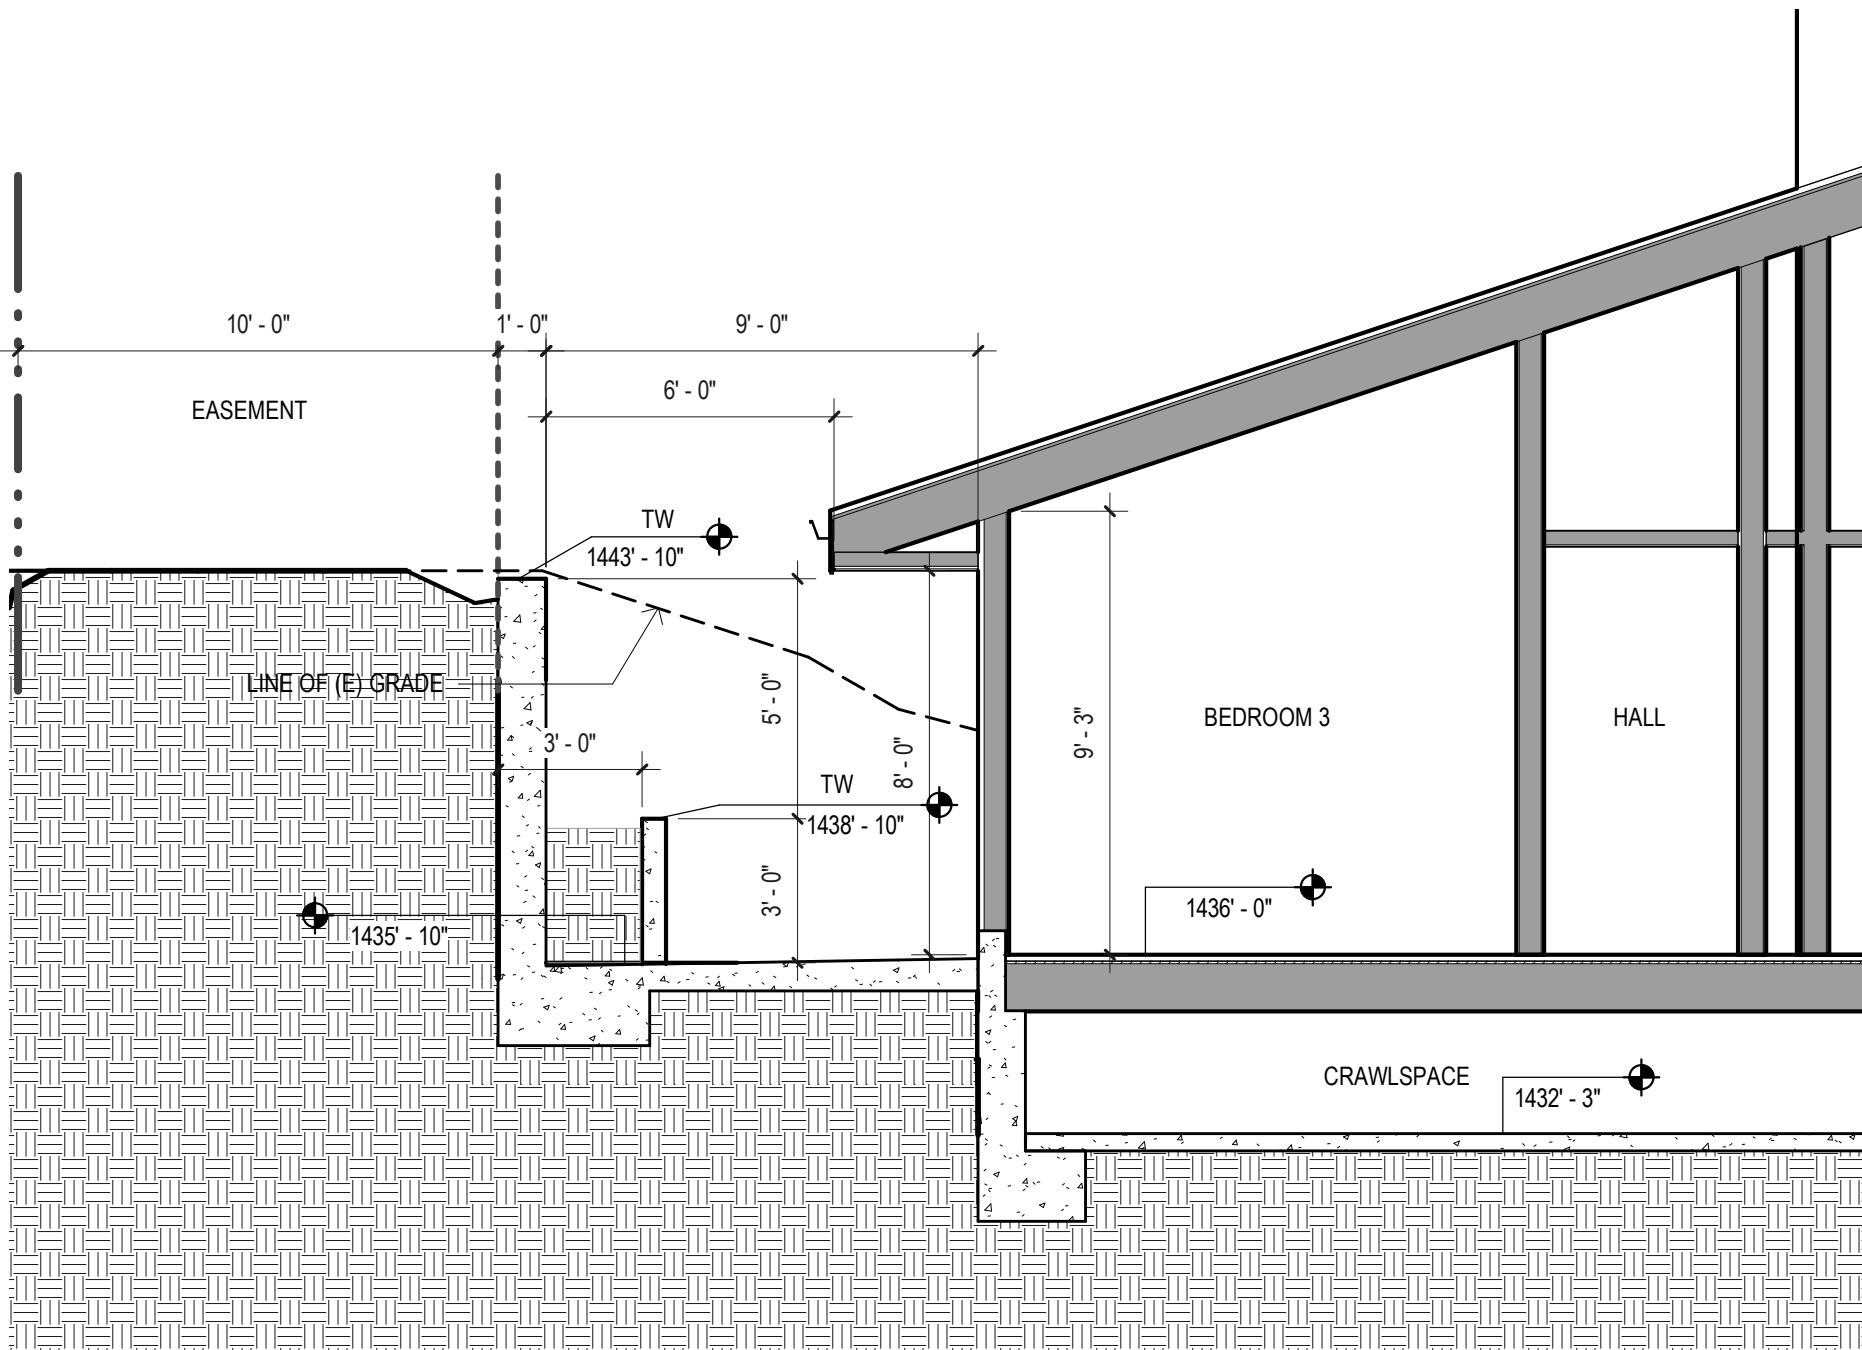 10' - 0"
1' - 0"
9' - 0"
6' - 0"
EASEMENT
TW
1443' - 10"
LINE OF (E) GRADE
5' - 0"
3' - 0"
8' - 0"
9' - 3"
BEDROOM 3
HALL
TW
1438' - 10"
3' - 0"
1436' - 0"
1435' - 10"
CRAWLSPACE
1432' - 3"